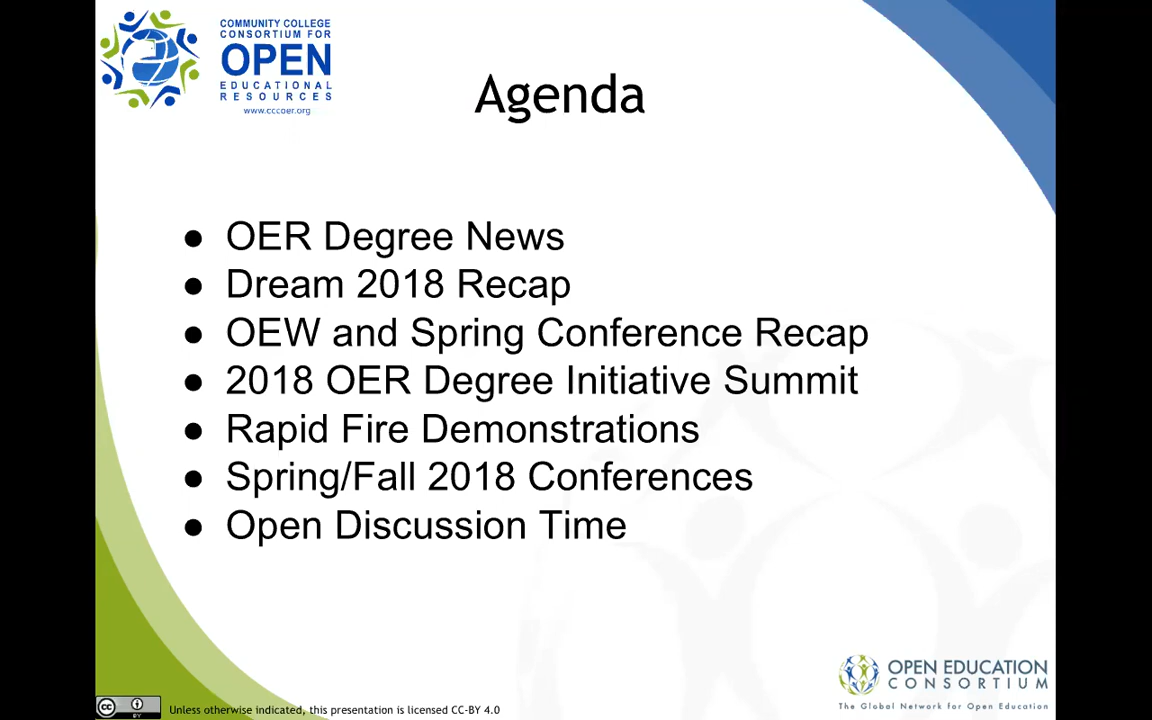 COMMUNITY COLLEGE
CONSORTIUM FOR
OPEN
EDUCATIONAL
RESOURCES
www.cccoer.org
Agenda
● OER Degree News
● Dream 2018 Recap
● OEW and Spring Conference Recap
● 2018 OER Degree Initiative Summit
● Rapid Fire Demonstrations
● Spring/Fall 2018 Conferences
● Open Discussion Time
OPEN EDUCATION
CONSORTIUM
The Global Network for Open Education
cc BY
Unless otherwise indicated, this presentation is licensed CC-BY 4.0